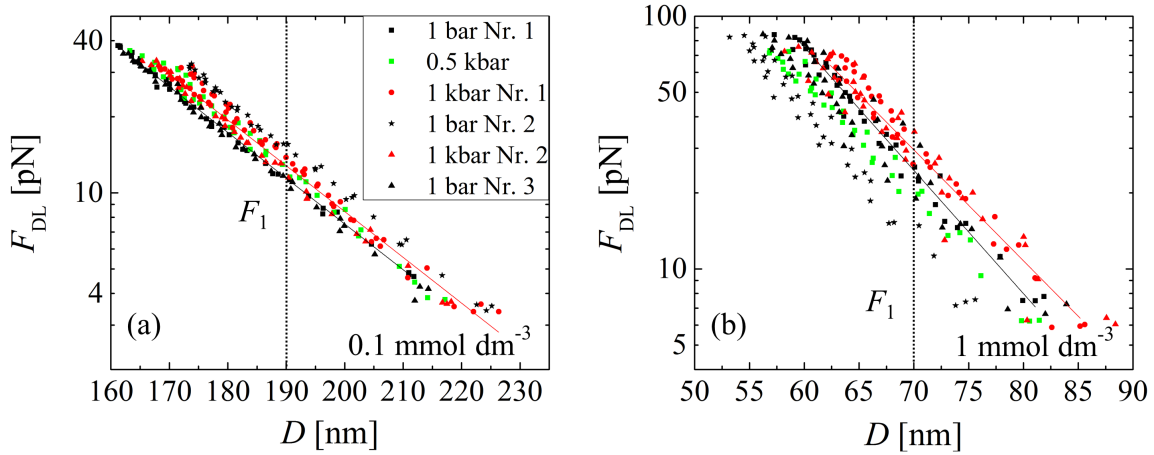 40
10
4
F_DL [pN]
1 bar Nr. 1
0.5 kbar
1 kbar Nr. 1
1 bar Nr. 2
1 kbar Nr. 2
1 bar Nr. 3
F₁
(a)
0.1 mmol dm⁻³
160 170 180 190 200 210 220 230
D [nm]
100
50
10
5
F_DL [pN]
F₁
(b)
1 mmol dm⁻³
50 55 60 65 70 75 80 85 90
D [nm]